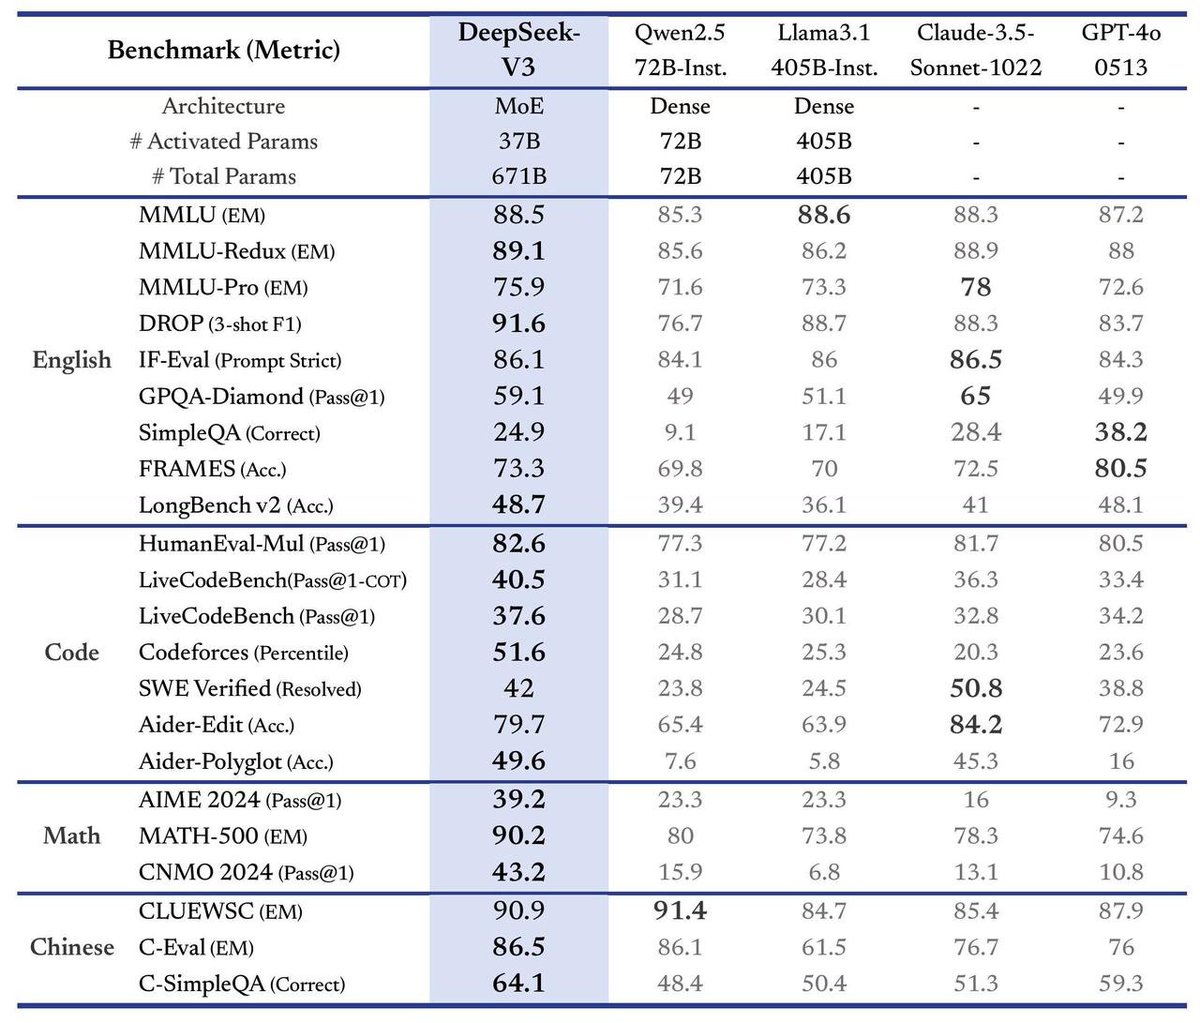 Benchmark (Metric) DeepSeek-V3 Qwen2.5 72B-Inst. Llama3.1 405B-Inst. Claude-3.5-Sonnet-1022 GPT-4o 0513
Architecture MoE Dense Dense - -
# Activated Params 37B 72B 405B - -
# Total Params 671B 72B 405B - -
English
MMLU (EM) 88.5 85.3 88.6 88.3 87.2
MMLU-Redux (EM) 89.1 85.6 86.2 88.9 88
MMLU-Pro (EM) 75.9 71.6 73.3 78 72.6
DROP (3-shot F1) 91.6 76.7 88.7 88.3 83.7
IF-Eval (Prompt Strict) 86.1 84.1 86 86.5 84.3
GPQA-Diamond (Pass@1) 59.1 49 51.1 65 49.9
SimpleQA (Correct) 24.9 9.1 17.1 28.4 38.2
FRAMES (Acc.) 73.3 69.8 70 72.5 80.5
LongBench v2 (Acc.) 48.7 39.4 36.1 41 48.1
Code
HumanEval-Mul (Pass@1) 82.6 77.3 77.2 81.7 80.5
LiveCodeBench(Pass@1-COT) 40.5 31.1 28.4 36.3 33.4
LiveCodeBench (Pass@1) 37.6 28.7 30.1 32.8 34.2
Codeforces (Percentile) 51.6 24.8 25.3 20.3 23.6
SWE Verified (Resolved) 42 23.8 24.5 50.8 38.8
Aider-Edit (Acc.) 79.7 65.4 63.9 84.2 72.9
Aider-Polyglot (Acc.) 49.6 7.6 5.8 45.3 16
Math
AIME 2024 (Pass@1) 39.2 23.3 23.3 16 9.3
MATH-500 (EM) 90.2 80 73.8 78.3 74.6
CNMO 2024 (Pass@1) 43.2 15.9 6.8 13.1 10.8
Chinese
CLUEWSC (EM) 90.9 91.4 84.7 85.4 87.9
C-Eval (EM) 86.5 86.1 61.5 76.7 76
C-SimpleQA (Correct) 64.1 48.4 50.4 51.3 59.3